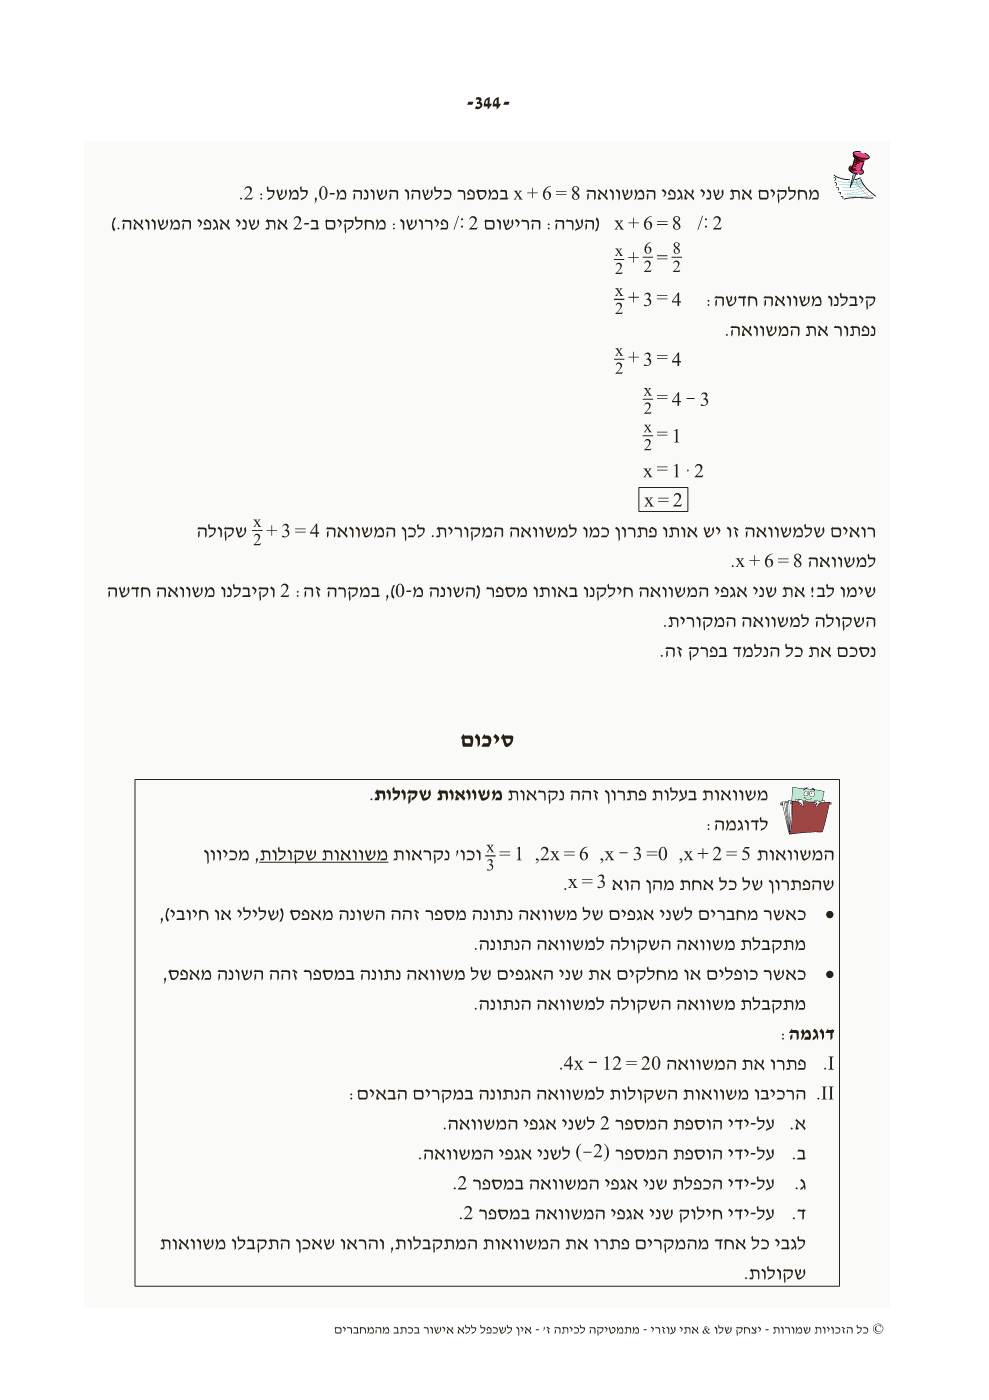 -344-
מחלקים את שני אגפי המשוואה x + 6 = 8 במספר כלשהו השונה מ-0, למשל: 2.
x + 6 = 8 /: 2 (הערה: הרישום 2 :/ פירושו: מחלקים ב-2 את שני אגפי המשוואה.)
x/2 + 6/2 = 8/2
קיבלנו משוואה חדשה: x/2 + 3 = 4
נפתור את המשוואה.
x/2 + 3 = 4
x/2 = 4 − 3
x/2 = 1
x = 1 · 2
x = 2
רואים שלמשוואה זו יש אותו פתרון כמו למשוואה המקורית. לכן המשוואה x/2 + 3 = 4 שקולה
למשוואה x + 6 = 8.
שימו לב! את שני אגפי המשוואה חילקנו באותו מספר (השונה מ-0), במקרה זה: 2 וקיבלנו משוואה חדשה
השקולה למשוואה המקורית.
נסכם את כל הנלמד בפרק זה.
סיכום
משוואות בעלות פתרון זהה נקראות משוואות שקולות.
לדוגמה:
המשוואות x + 2 = 5, x − 3 =0, 2x = 6, x/3 = 1 וכו' נקראות משוואות שקולות, מכיוון
שהפתרון של כל אחת מהן הוא x = 3.
• כאשר מחברים לשני אגפים של משוואה נתונה מספר זהה השונה מאפס (שלילי או חיובי),
מתקבלת משוואה השקולה למשוואה הנתונה.
• כאשר כופלים או מחלקים את שני האגפים של משוואה נתונה במספר זהה השונה מאפס,
מתקבלת משוואה השקולה למשוואה הנתונה.
דוגמה:
I. פתרו את המשוואה 4x − 12 = 20.
II. הרכיבו משוואות השקולות למשוואה הנתונה במקרים הבאים:
א. על-ידי הוספת המספר 2 לשני אגפי המשוואה.
ב. על-ידי הוספת המספר (−2) לשני אגפי המשוואה.
ג. על-ידי הכפלת שני אגפי המשוואה במספר 2.
ד. על-ידי חילוק שני אגפי המשוואה במספר 2.
לגבי כל אחד מהמקרים פתרו את המשוואות המתקבלות, והראו שאכן התקבלו משוואות
שקולות.
© כל הזכויות שמורות - יצחק שלו & אתי עוזרי - מתמטיקה לכיתה ז' - אין לשכפל ללא אישור בכתב מהמחברים